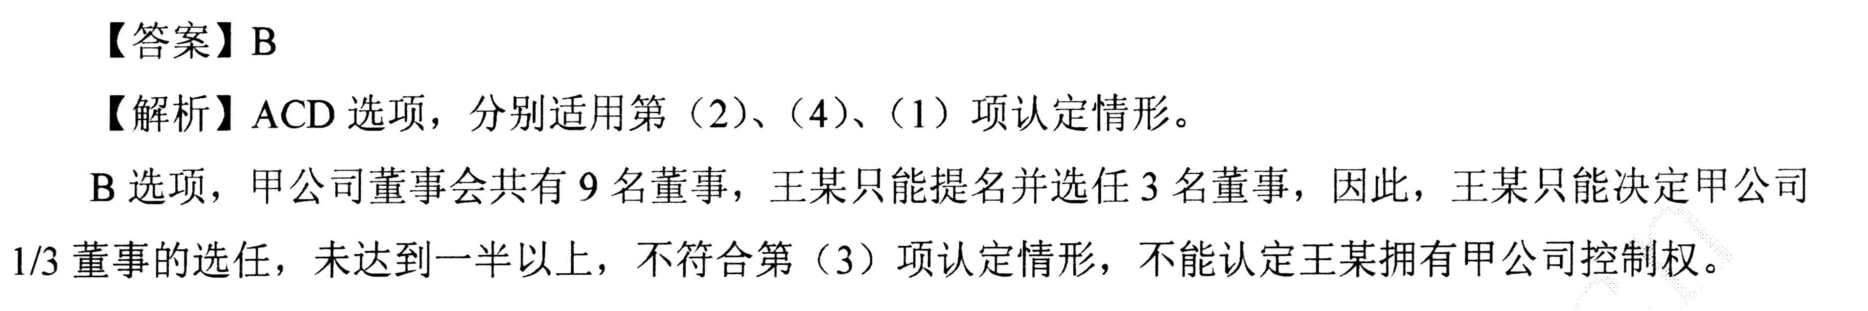 【答案】B
【解析】ACD 选项，分别适用第（2）、（4）、（1）项认定情形。
B 选项，甲公司董事会共有 9 名董事，王某只能提名并选任 3 名董事，因此，王某只能决定甲公司
1/3 董事的选任，未达到一半以上，不符合第（3）项认定情形，不能认定王某拥有甲公司控制权。